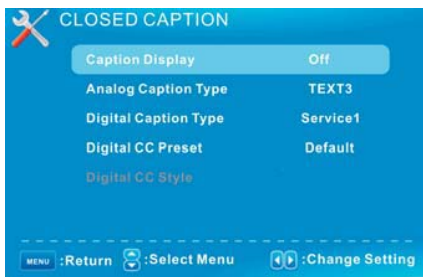 CLOSED CAPTION
Caption Display Off
Analog Caption Type TEXT3
Digital Caption Type Service1
Digital CC Preset Default
Digital CC Style
MENU :Return :Select Menu :Change Setting